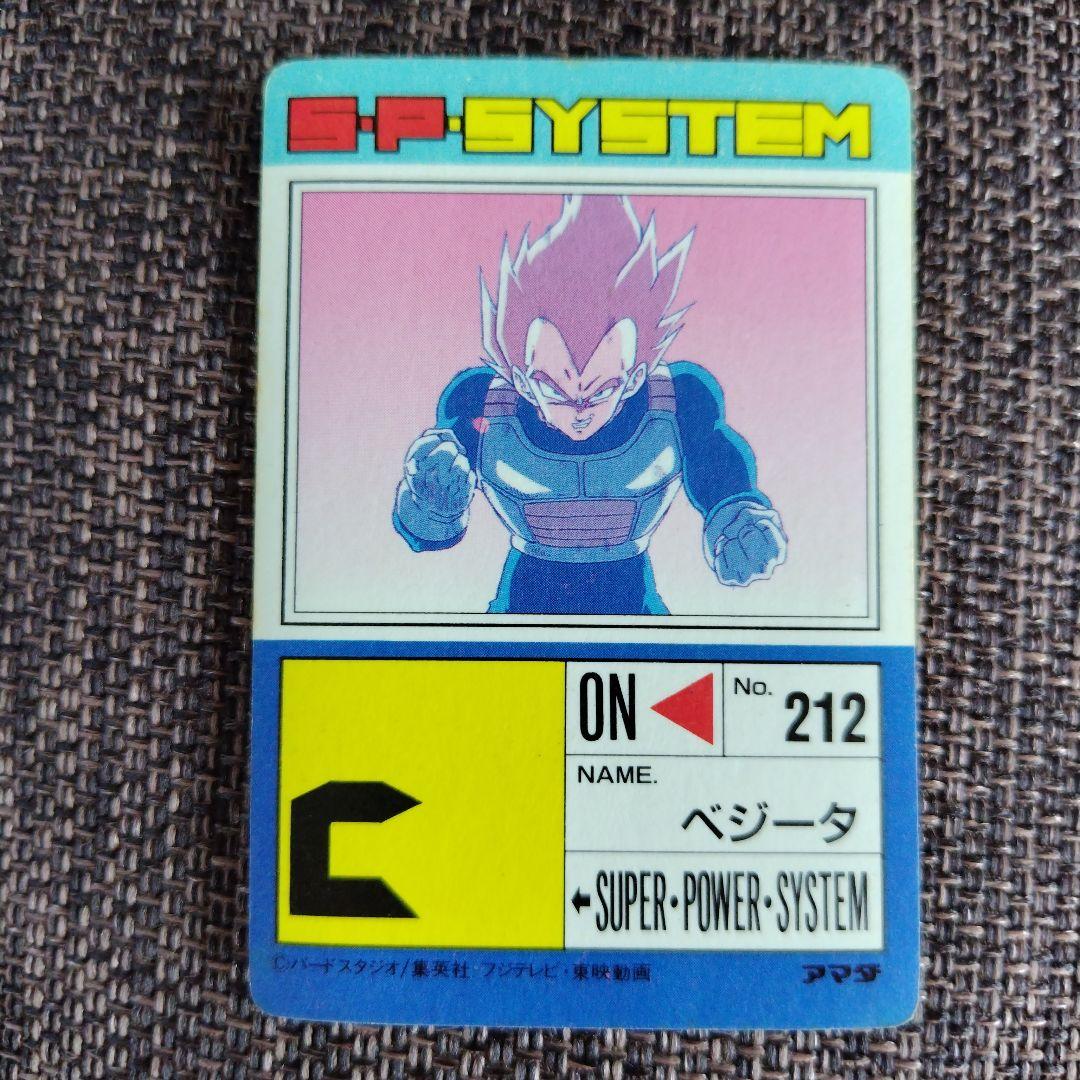 S·P·SYSTEM
ON
No. 212
NAME.
ベジータ
SUPER·POWER·SYSTEM
©バードスタジオ/集英社 フジテレビ・東映動画
アマダ